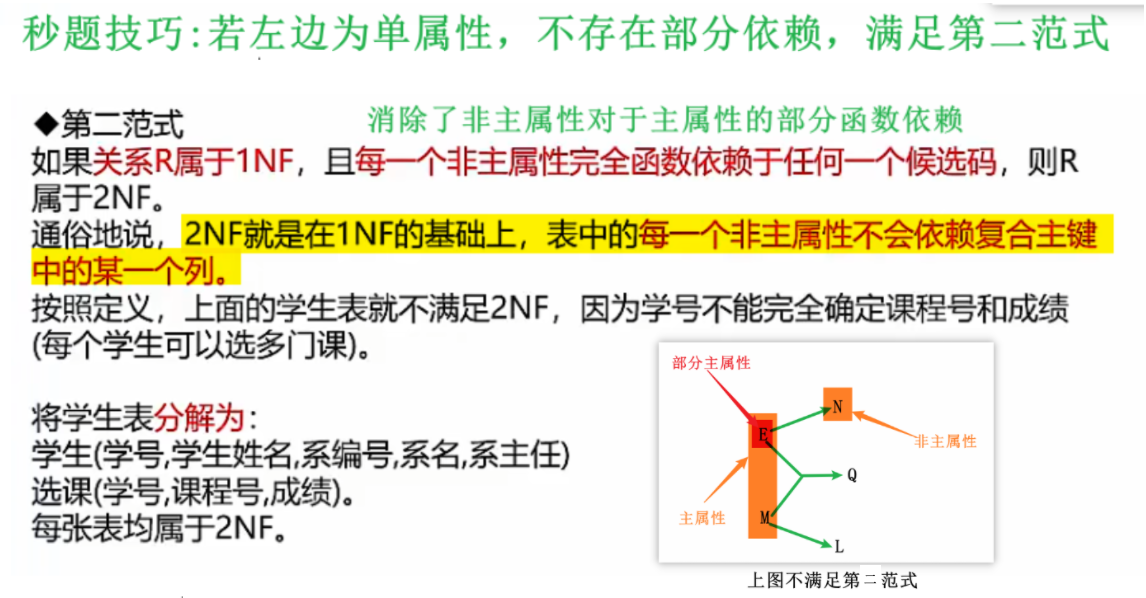 秒题技巧:若左边为单属性，不存在部分依赖，满足第二范式
◆第二范式
消除了非主属性对于主属性的部分函数依赖
如果关系R属于1NF，且每一个非主属性完全函数依赖于任何一个候选码，则R
属于2NF。
通俗地说，2NF就是在1NF的基础上，表中的每一个非主属性不会依赖复合主键
中的某一个列。
按照定义，上面的学生表就不满足2NF，因为学号不能完全确定课程号和成绩
(每个学生可以选多门课)。
将学生表分解为：
学生(学号,学生姓名,系编号,系名,系主任)
选课(学号,课程号,成绩)。
每张表均属于2NF。
部分主属性
N
E
非主属性
Q
主属性
M
L
上图不满足第二范式